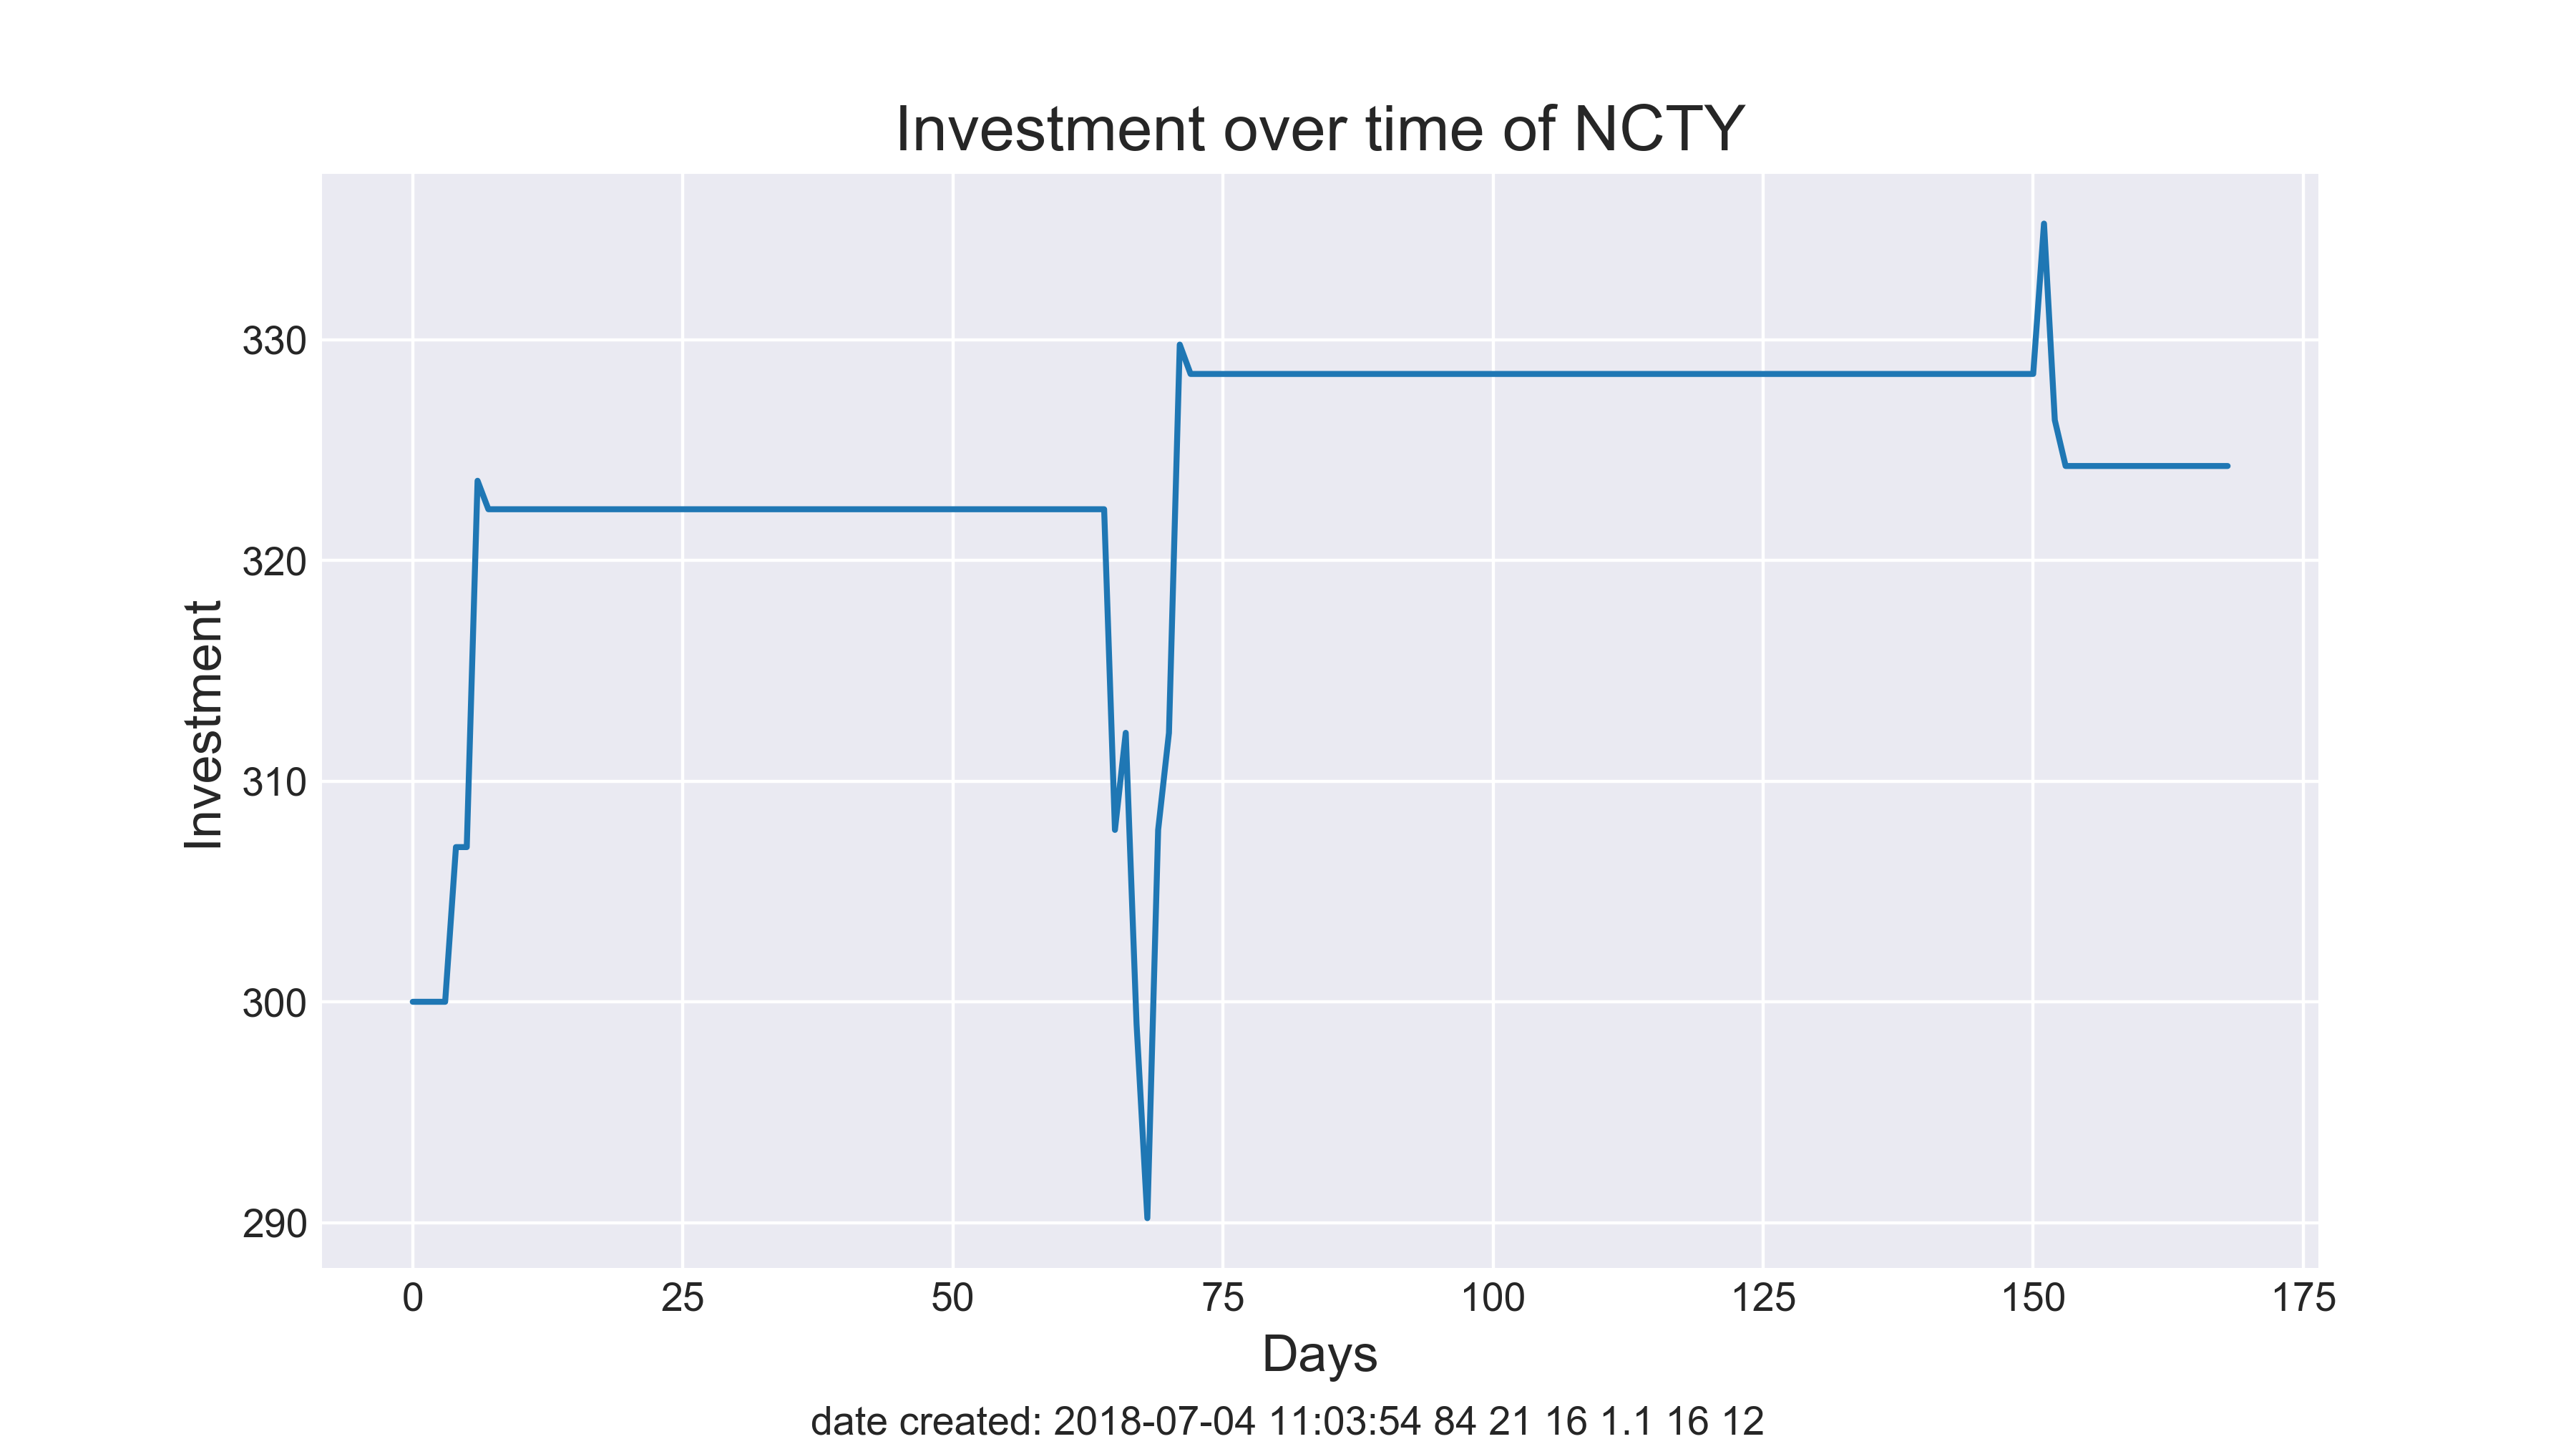 Investment over time of NCTY
Investment
330
320
310
300
290
0 25 50 75 100 125 150 175
Days
date created: 2018-07-04 11:03:54 84 21 16 1.1 16 12